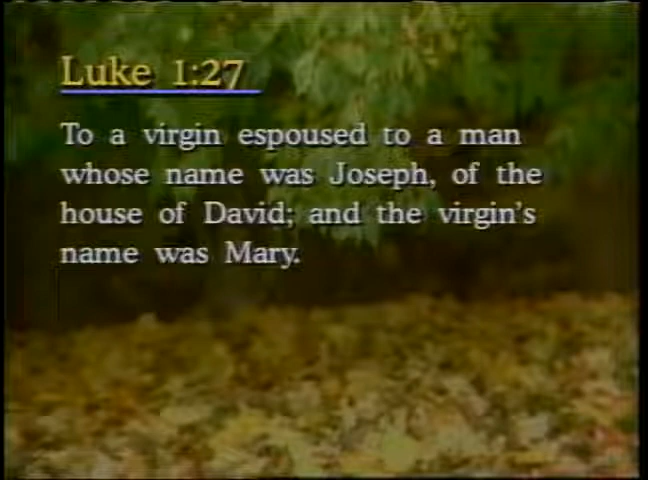 Luke 1:27
To a virgin espoused to a man
whose name was Joseph, of the
house of David; and the virgin's
name was Mary.